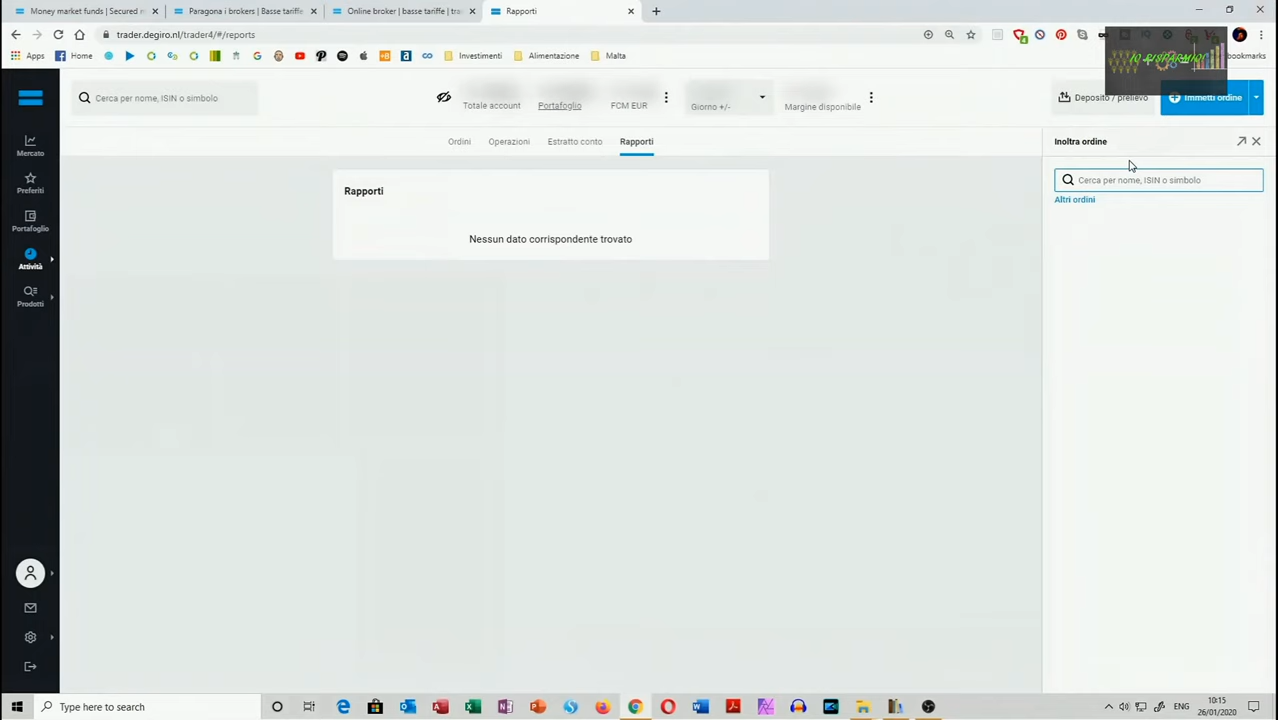 Money market funds | Secured m
Paragona i brokers | Basse tariffe
Online broker | basse tariffe | tra
Rapporti
trader.degiro.nl/trader4/#/reports
Apps
Home
Investimenti
Alimentazione
Malta
ookmarks
IQ RISPARMIO
Cerca per nome, ISIN o simbolo
Totale account
Portafoglio
FCM EUR
Giorno +/-
Margine disponibile
Deposito / prelievo
Immetti ordine
Mercato
Preferiti
Portafoglio
Attività
Prodotti
Ordini
Operazioni
Estratto conto
Rapporti
Rapporti
Nessun dato corrispondente trovato
Inoltra ordine
Cerca per nome, ISIN o simbolo
Altri ordini
Type here to search
ENG
10:15
26/01/2020